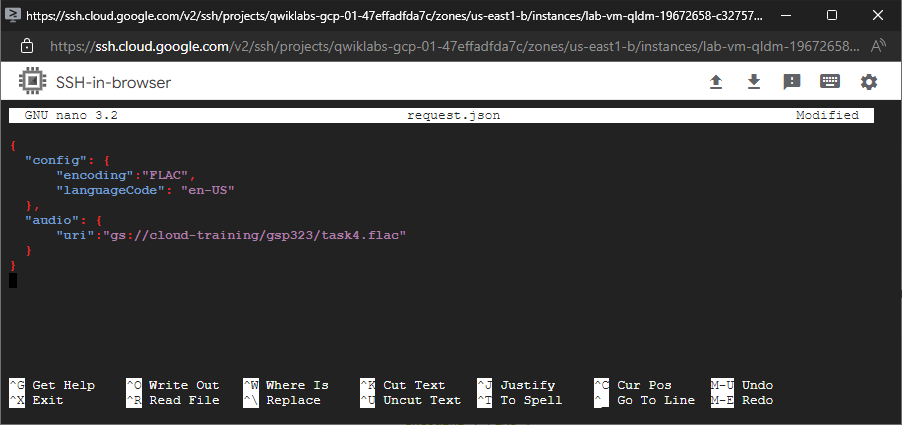 https://ssh.cloud.google.com/v2/ssh/projects/qwiklabs-gcp-01-47effadfda7c/zones/us-east1-b/instances/lab-vm-qldm-19672658-c32757...
https://ssh.cloud.google.com/v2/ssh/projects/qwiklabs-gcp-01-47effadfda7c/zones/us-east1-b/instances/lab-vm-qldm-19672658... A
SSH-in-browser
GNU nano 3.2 request.json Modified
{
"config": {
"encoding":"FLAC",
"languageCode": "en-US"
},
"audio": {
"uri":"gs://cloud-training/gsp323/task4.flac"
}
}
^G Get Help ^O Write Out ^W Where Is ^K Cut Text ^J Justify ^C Cur Pos M-U Undo
^X Exit ^R Read File ^\ Replace ^U Uncut Text ^T To Spell ^_ Go To Line M-E Redo